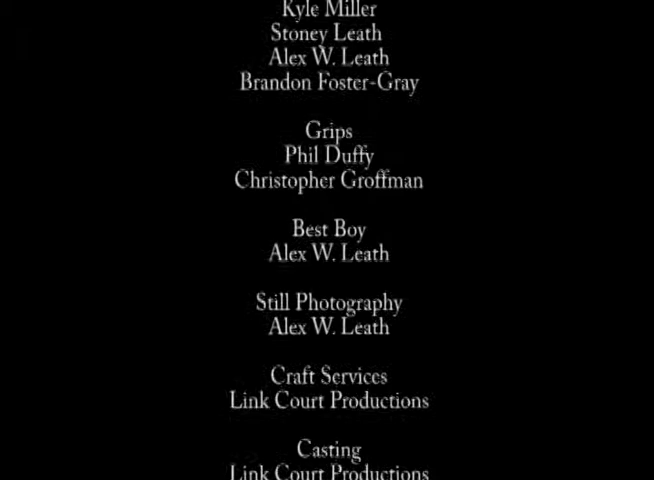 Kyle Miller
Stoney Leath
Alex W. Leath
Brandon Foster-Gray
Grips
Phil Duffy
Christopher Groffman
Best Boy
Alex W. Leath
Still Photography
Alex W. Leath
Craft Services
Link Court Productions
Casting
Link Court Productions